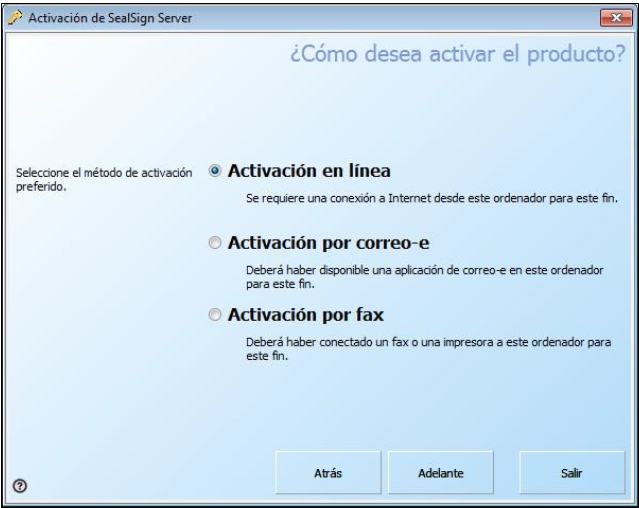 Activación de SealSign Server
¿Cómo desea activar el producto?
Seleccione el método de activación
preferido.
Activación en línea
Se requiere una conexión a Internet desde este ordenador para este fin.
Activación por correo-e
Deberá haber disponible una aplicación de correo-e en este ordenador
para este fin.
Activación por fax
Deberá haber conectado un fax o una impresora a este ordenador para
este fin.
Atrás
Adelante
Salir